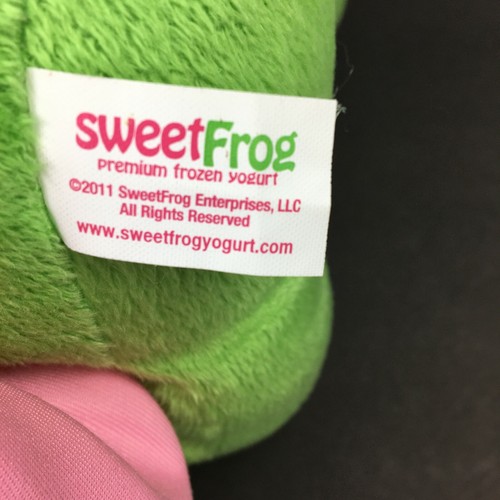 sweetFrog
premium frozen yogurt
©2011 SweetFrog Enterprises, LLC
All Rights Reserved
www.sweetfrogyogurt.com